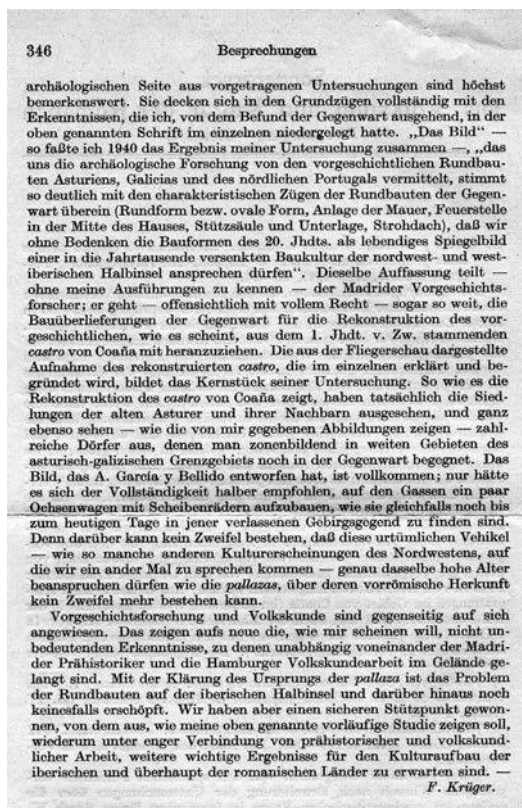 346 Besprechungen
archäologischen Seite aus vorgetragenen Untersuchungen sind höchst
bemerkenswert. Sie decken sich in den Grundzügen vollständig mit den
Erkenntnissen, die ich, von dem Befund der Gegenwart ausgehend, in der
oben genannten Schrift im einzelnen niedergelegt hatte. „Das Bild“ —
so faßte ich 1940 das Ergebnis meiner Untersuchung zusammen —, „das
uns die archäologische Forschung von den vorgeschichtlichen Rundbau-
ten Asturiens, Galicias und des nördlichen Portugals vermittelt, stimmt
so deutlich mit den charakteristischen Zügen der Rundbauten der Gegen-
wart überein (Rundform bezw. ovale Form, Anlage der Mauer, Feuerstelle
in der Mitte des Hauses, Stützsäule und Unterlage, Strohdach), daß wir
ohne Bedenken die Bauformen des 20. Jhdts. als lebendiges Spiegelbild
einer in die Jahrtausende versenkten Baukultur der nordwest- und west-
iberischen Halbinsel ansprechen dürfen“. Dieselbe Auffassung teilt —
ohne meine Ausführungen zu kennen — der Madrider Vorgeschichts-
forscher; er geht — offensichtlich mit vollem Recht — sogar so weit, die
Bauüberlieferungen der Gegenwart für die Rekonstruktion des vor-
geschichtlichen, wie es scheint, aus dem 1. Jhdt. v. Zw. stammenden
castro von Coaña mit heranzuziehen. Die aus der Fliegerschau dargestellte
Aufnahme des rekonstruierten castro, die im einzelnen erklärt und be-
gründet wird, bildet das Kernstück seiner Untersuchung. So wie es die
Rekonstruktion des castro von Coaña zeigt, haben tatsächlich die Sied-
lungen der alten Asturer und ihrer Nachbarn ausgesehen, und ganz
ebenso sehen — wie die von mir gegebenen Abbildungen zeigen — zahl-
reiche Dörfer aus, denen man zonenbildend in weiten Gebieten des
asturisch-galizischen Grenzgebiets noch in der Gegenwart begegnet. Das
Bild, das A. García y Bellido entworfen hat, ist vollkommen; nur hätte
es sich der Vollständigkeit halber empfohlen, auf den Gassen ein paar
Ochsenwagen mit Scheibenrädern aufzubauen, wie sie gleichfalls noch bis
zum heutigen Tage in jener verlassenen Gebirgsgegend zu finden sind.
Denn darüber kann kein Zweifel bestehen, daß diese urtümlichen Vehikel
— wie so manche anderen Kulturerscheinungen des Nordwestens, auf
die wir ein ander Mal zu sprechen kommen — genau dasselbe hohe Alter
beanspruchen dürfen wie die pallazas, über deren vorrömische Herkunft
kein Zweifel mehr bestehen kann.
Vorgeschichtsforschung und Volkskunde sind gegenseitig auf sich
angewiesen. Das zeigen aufs neue die, wie mir scheinen will, nicht un-
bedeutenden Erkenntnisse, zu denen unabhängig voneinander der Madri-
der Prähistoriker und die Hamburger Volkskundearbeit im Gelände ge-
langt sind. Mit der Klärung des Ursprungs der pallaza ist das Problem
der Rundbauten auf der iberischen Halbinsel und darüber hinaus noch
keinesfalls erschöpft. Wir haben aber einen sicheren Stützpunkt gewon-
nen, von dem aus, wie meine oben genannte vorläufige Studie zeigen soll,
wiederum unter enger Verbindung von prähistorischer und volkskund-
licher Arbeit, weitere wichtige Ergebnisse für den Kulturaufbau der
iberischen und überhaupt der romanischen Länder zu erwarten sind. —
F. Krüger.